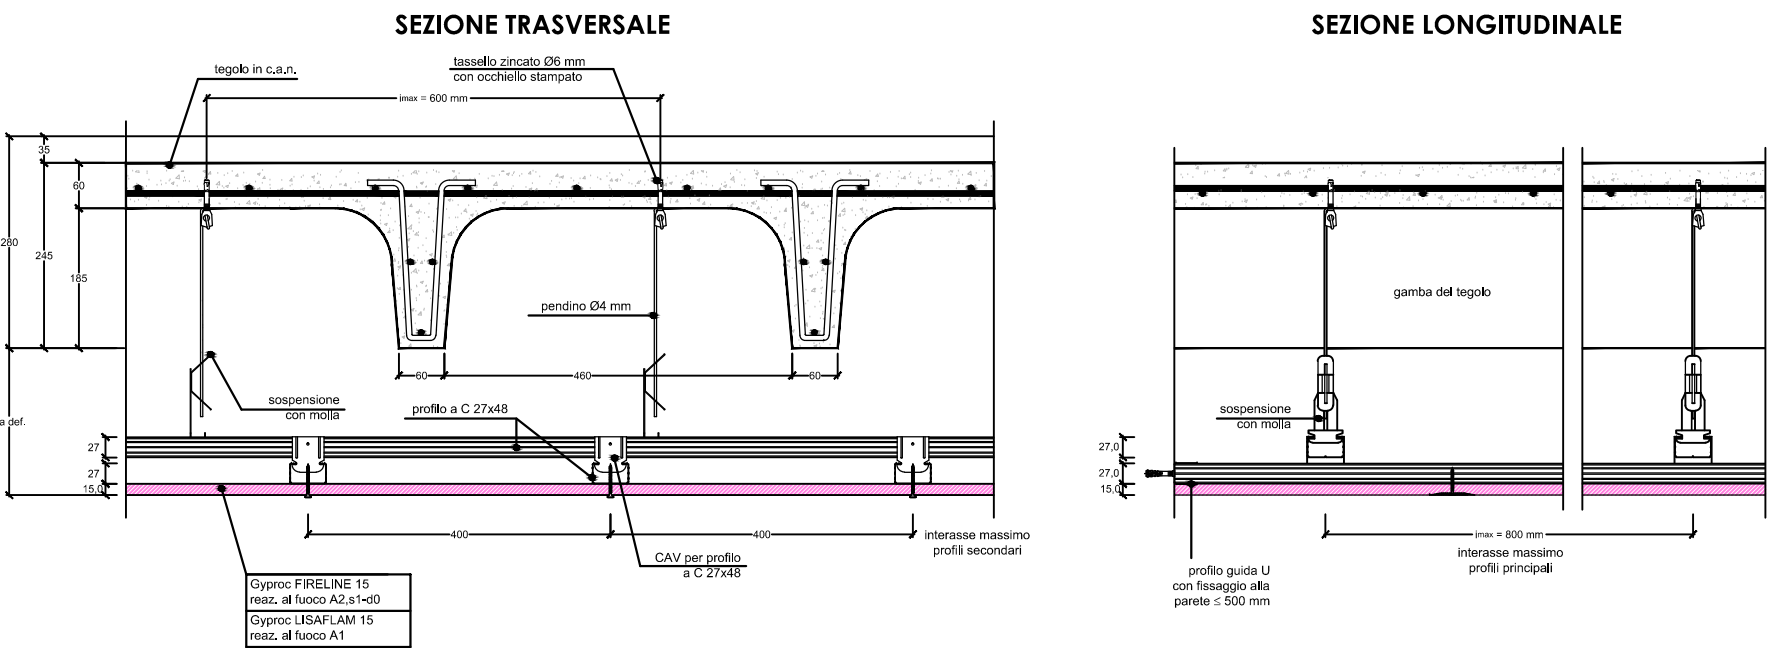 SEZIONE TRASVERSALE
SEZIONE LONGITUDINALE
tegolo in c.a.n.
tassello zincato Ø6 mm
con occhiello stampato
imax = 600 mm
35
60
280
245
185
pendino Ø4 mm
gamba del tegolo
60
460
60
sospensione
con molla
profilo a C 27x48
sospensione
con molla
a def.
27
27
15,0
27,0
27,0
15,0
400
400
interasse massimo
profili secondari
imax = 800 mm
interasse massimo
profili principali
CAV per profilo
a C 27x48
profilo guida U
con fissaggio alla
parete ≤ 500 mm
Gyproc FIRELINE 15
reaz. al fuoco A2,s1-d0
Gyproc LISAFLAM 15
reaz. al fuoco A1